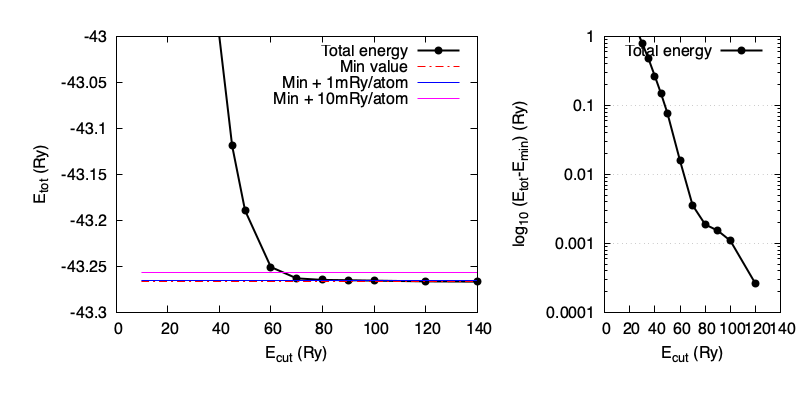 -43
-43.05
-43.1
-43.15
-43.2
-43.25
-43.3
0 20 40 60 80 100 120 140
E_tot (Ry)
E_cut (Ry)
Total energy
Min value
Min + 1mRy/atom
Min + 10mRy/atom
1
0.1
0.01
0.001
0.0001
0 20 40 60 80 100 120 140
log_10 (E_tot-E_min) (Ry)
E_cut (Ry)
Total energy